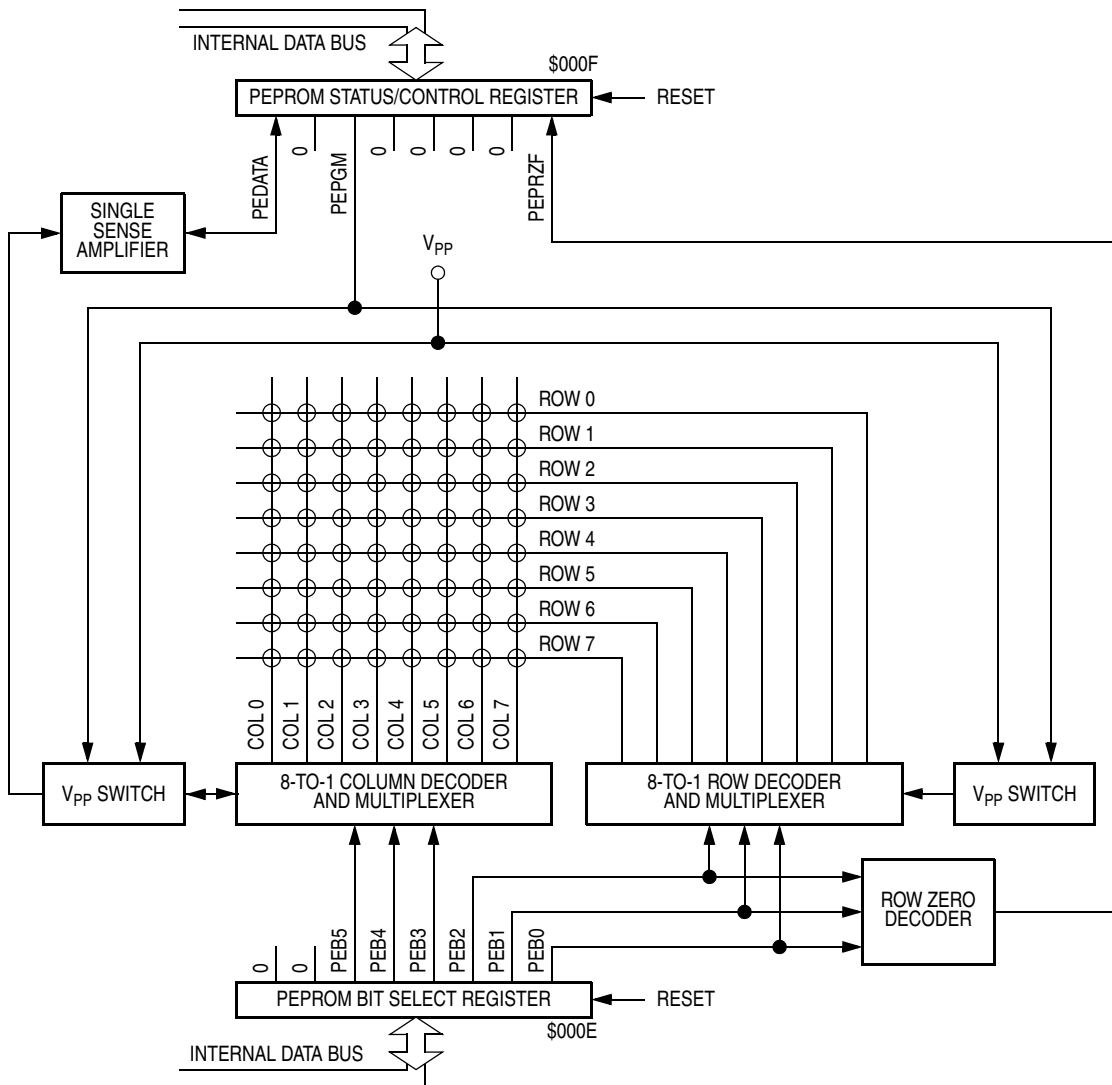 INTERNAL DATA BUS
$000F
PEPROM STATUS/CONTROL REGISTER
RESET
PEDATA
0
PEPGM
0
0
0
0
PEPRZF
SINGLE
SENSE
AMPLIFIER
VPP
ROW 0
ROW 1
ROW 2
ROW 3
ROW 4
ROW 5
ROW 6
ROW 7
COL 0
COL 1
COL 2
COL 3
COL 4
COL 5
COL 6
COL 7
VPP SWITCH
8-TO-1 COLUMN DECODER
AND MULTIPLEXER
8-TO-1 ROW DECODER
AND MULTIPLEXER
VPP SWITCH
ROW ZERO
DECODER
0
0
PEB5
PEB4
PEB3
PEB2
PEB1
PEB0
PEPROM BIT SELECT REGISTER
RESET
$000E
INTERNAL DATA BUS